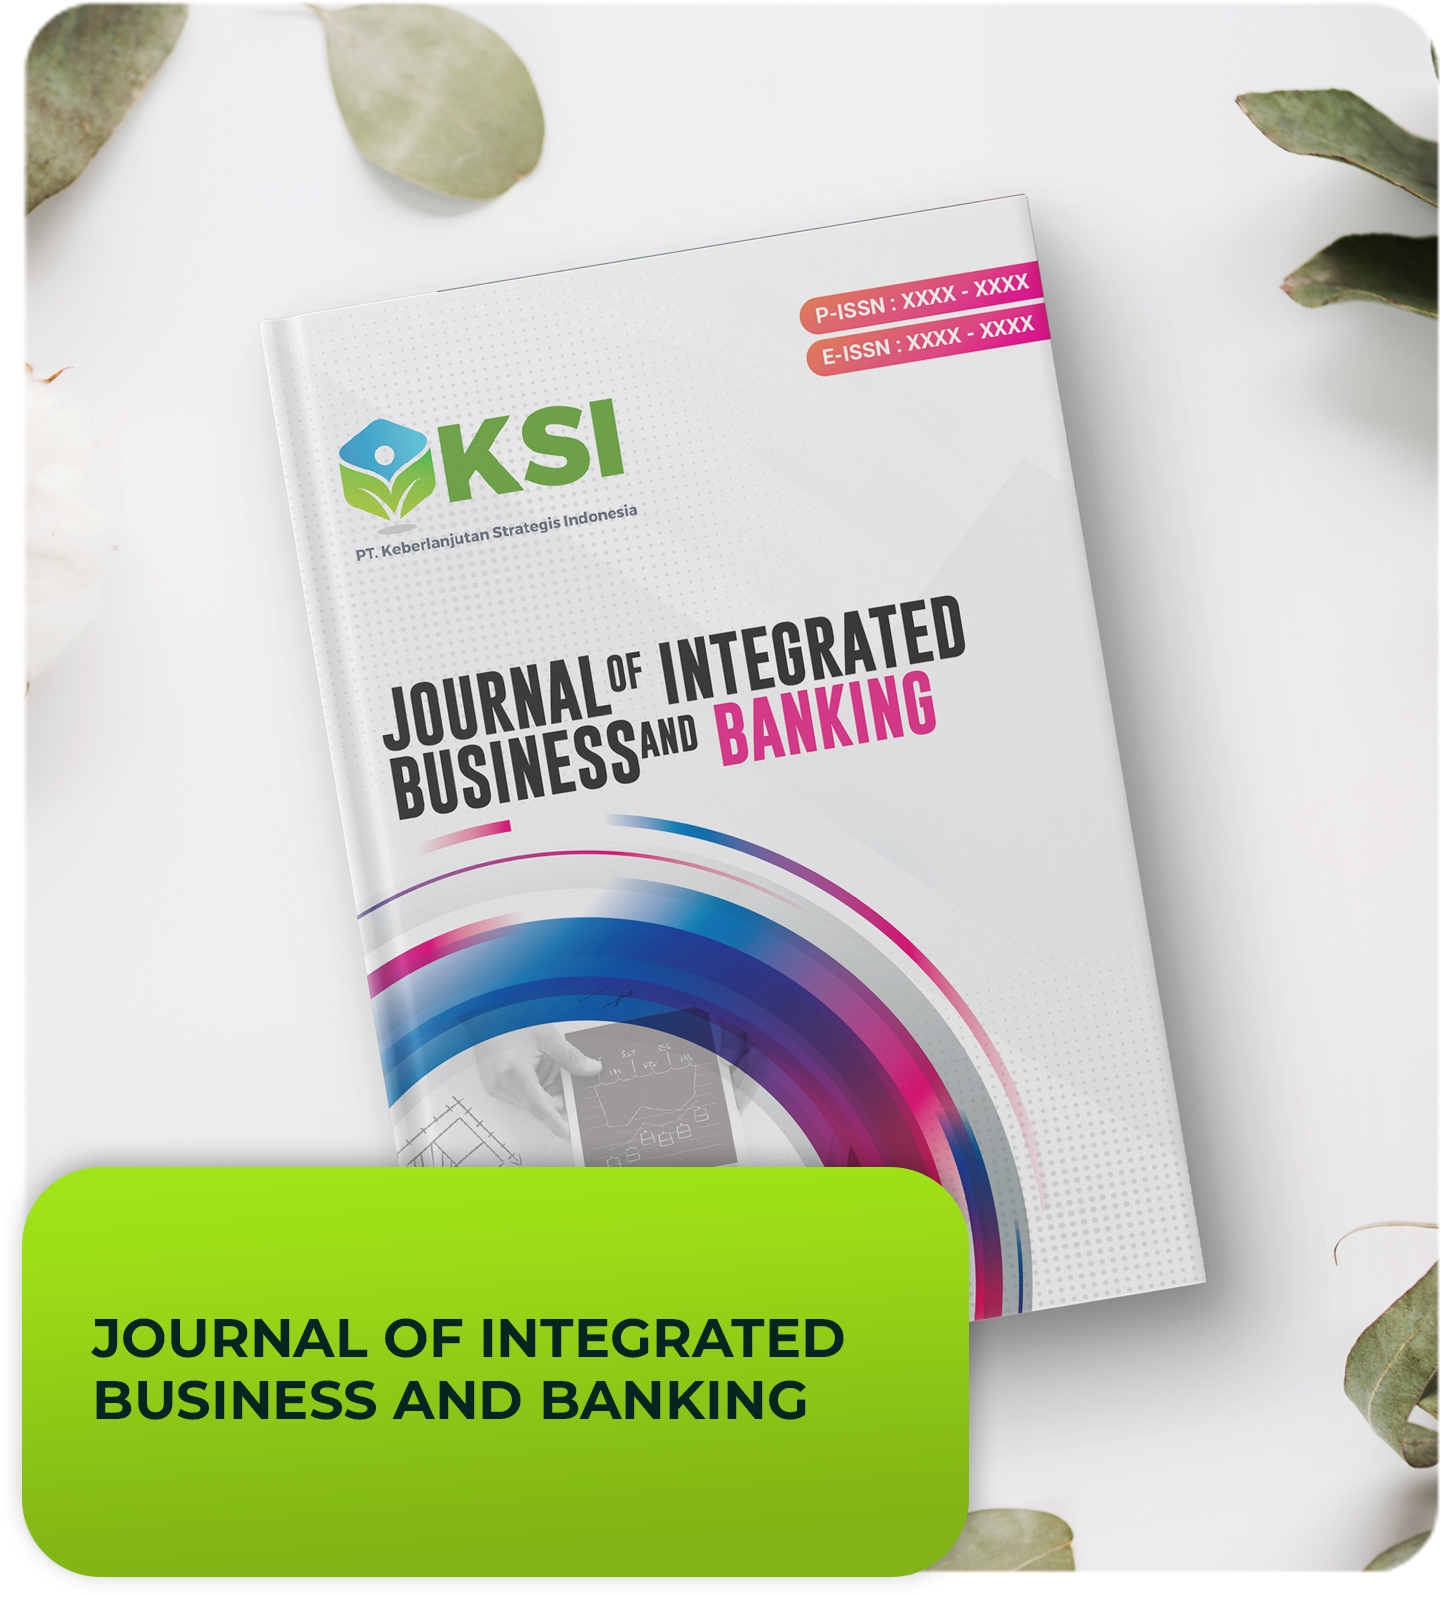 P-ISSN : XXXX - XXXX
E-ISSN : XXXX - XXXX
KSI
PT. Keberlanjutan Strategis Indonesia
JOURNAL OF INTEGRATED
BUSINESS AND BANKING
JOURNAL OF INTEGRATED
BUSINESS AND BANKING